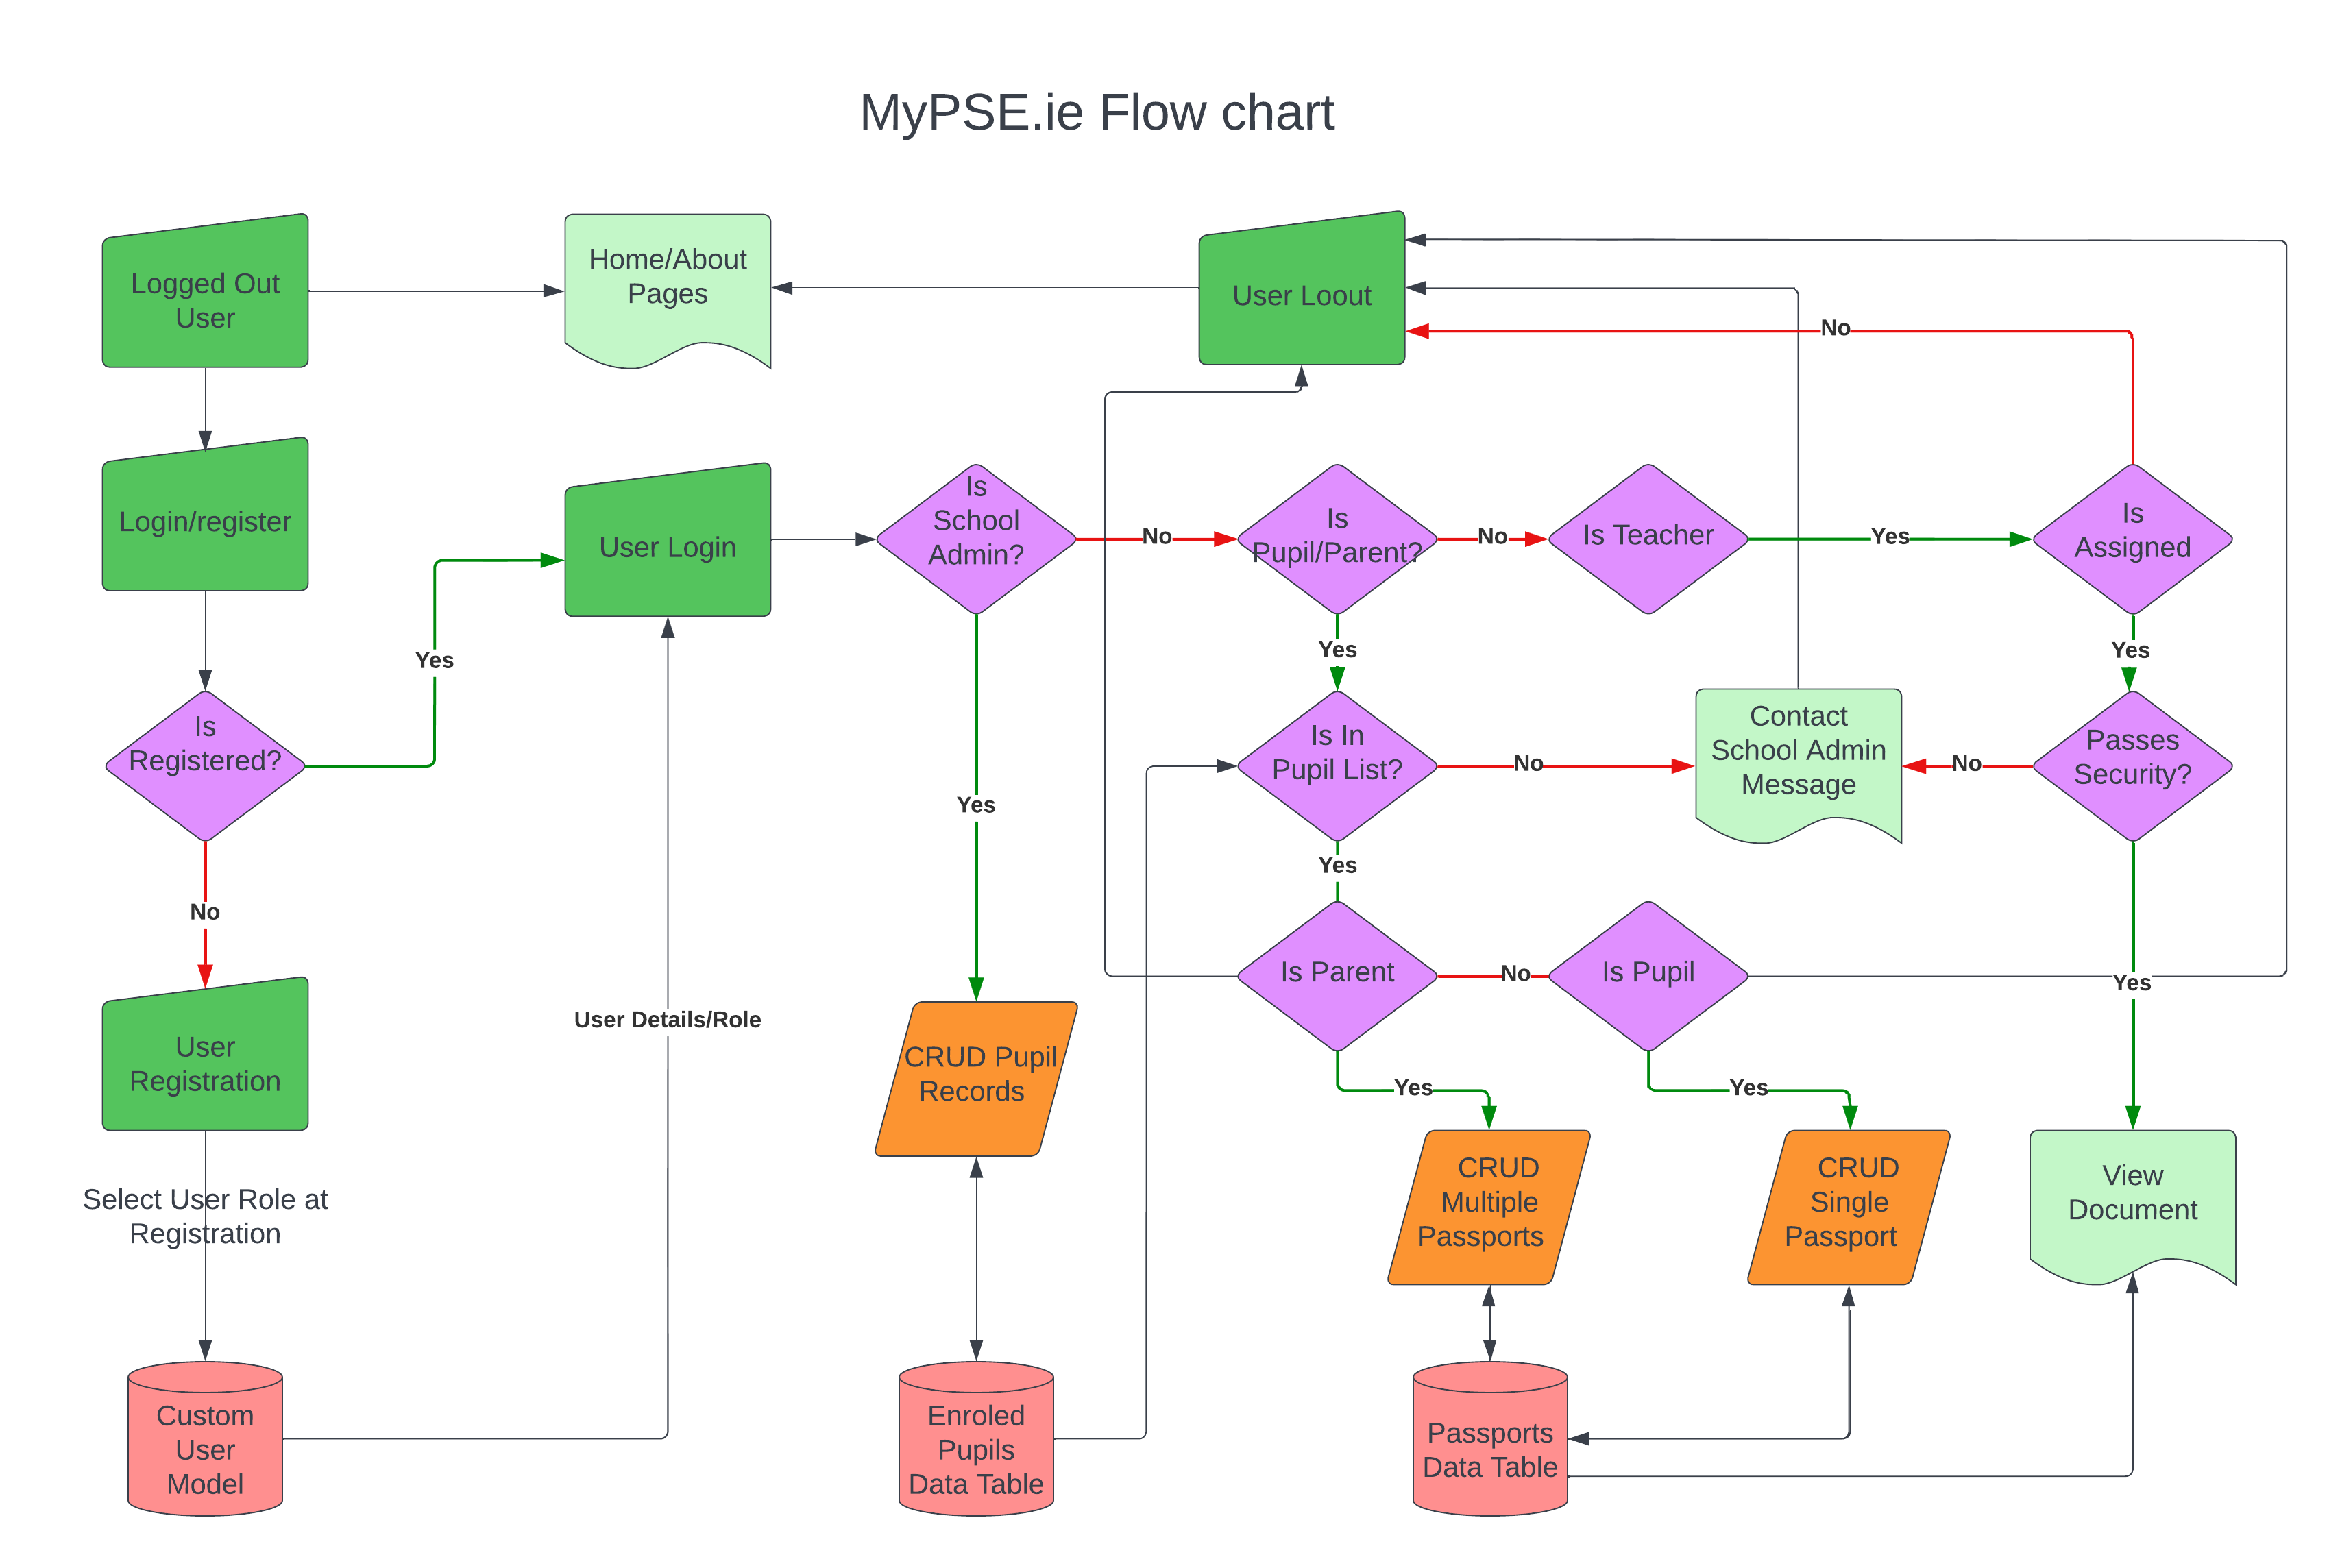 MyPSE.ie Flow chart
Logged Out
User
Home/About
Pages
User Loout
No
Login/register
User Login
Is
School
Admin?
No
Is
Pupil/Parent?
No
Is Teacher
Yes
Is
Assigned
Yes
Yes
Yes
Is
Registered?
Is In
Pupil List?
No
Contact
School Admin
Message
No
Passes
Security?
Yes
Yes
No
Is Parent
No
Is Pupil
Yes
User Details/Role
User
Registration
CRUD Pupil
Records
Yes
Yes
Select User Role at
Registration
CRUD
Multiple
Passports
CRUD
Single
Passport
View
Document
Custom
User
Model
Enroled
Pupils
Data Table
Passports
Data Table